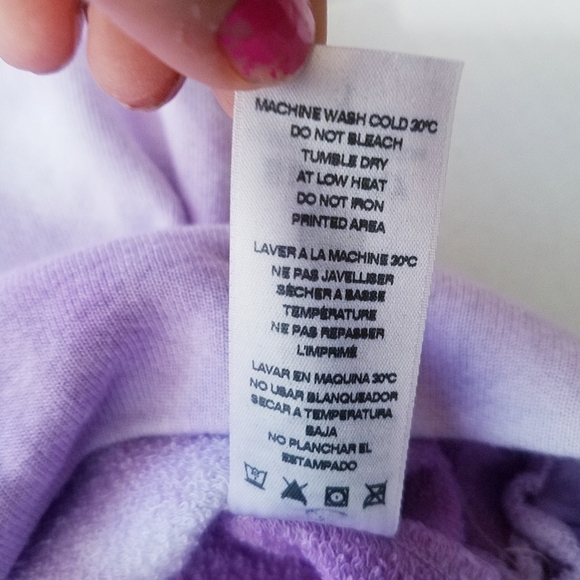 MACHINE WASH COLD 30°C
DO NOT BLEACH
TUMBLE DRY
AT LOW HEAT
DO NOT IRON
PRINTED AREA
LAVER A LA MACHINE 30°C
NE PAS JAVELLISER
SÉCHER A BASSE
TEMPÉRATURE
NE PAS REPASSER
L'IMPRIMÉ
LAVAR EN MAQUINA 30°C
NO USAR BLANQUEADOR
SECAR A TEMPERATURA
BAJA
NO PLANCHAR EL
ESTAMPADO